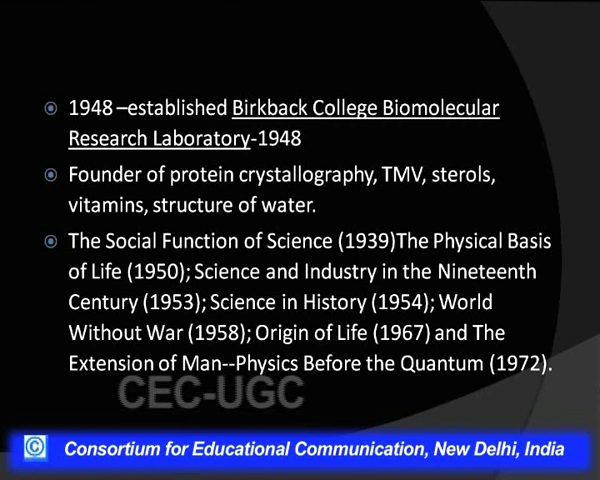 1948 –established Birkback College Biomolecular
Research Laboratory-1948
Founder of protein crystallography, TMV, sterols,
vitamins, structure of water.
The Social Function of Science (1939)The Physical Basis
of Life (1950); Science and Industry in the Nineteenth
Century (1953); Science in History (1954); World
Without War (1958); Origin of Life (1967) and The
Extension of Man--Physics Before the Quantum (1972).
CEC-UGC
© Consortium for Educational Communication, New Delhi, India